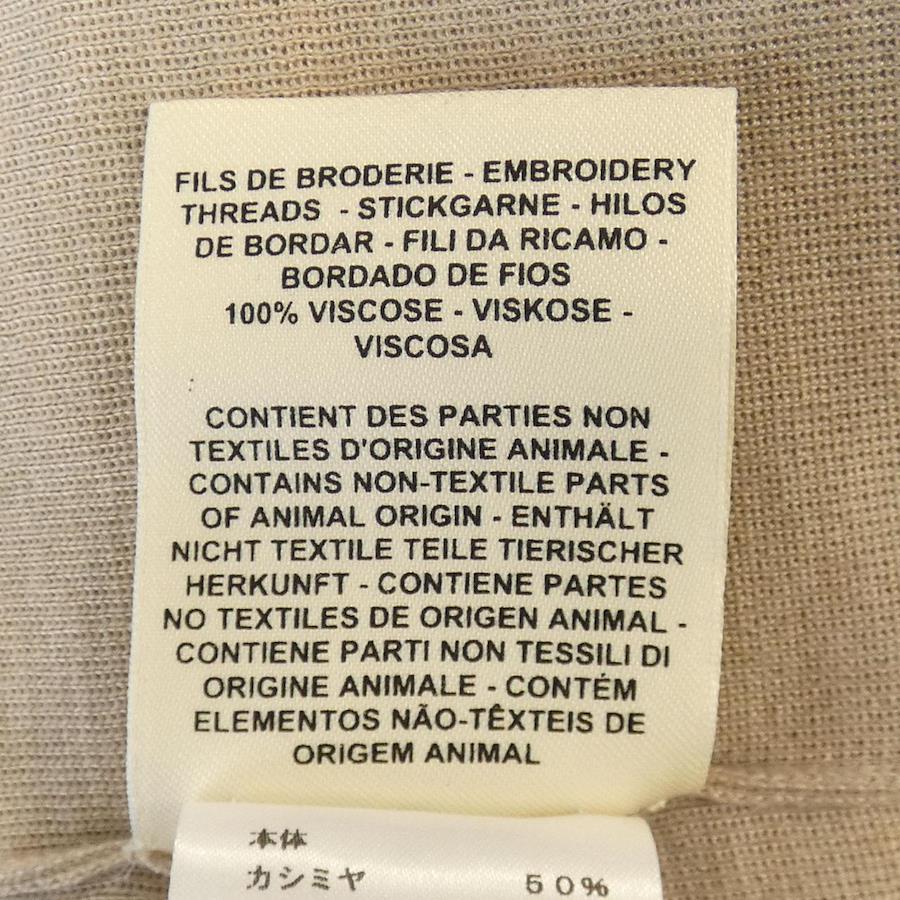 FILS DE BRODERIE - EMBROIDERY
THREADS - STICKGARNE - HILOS
DE BORDAR - FILI DA RICAMO -
BORDADO DE FIOS
100% VISCOSE - VISKOSE -
VISCOSA
CONTIENT DES PARTIES NON
TEXTILES D'ORIGINE ANIMALE -
CONTAINS NON-TEXTILE PARTS
OF ANIMAL ORIGIN - ENTHÄLT
NICHT TEXTILE TEILE TIERISCHER
HERKUNFT - CONTIENE PARTES
NO TEXTILES DE ORIGEN ANIMAL -
CONTIENE PARTI NON TESSILI DI
ORIGINE ANIMALE - CONTÉM
ELEMENTOS NÃO-TÊXTEIS DE
ORIGEM ANIMAL
本体
カシミヤ 50%